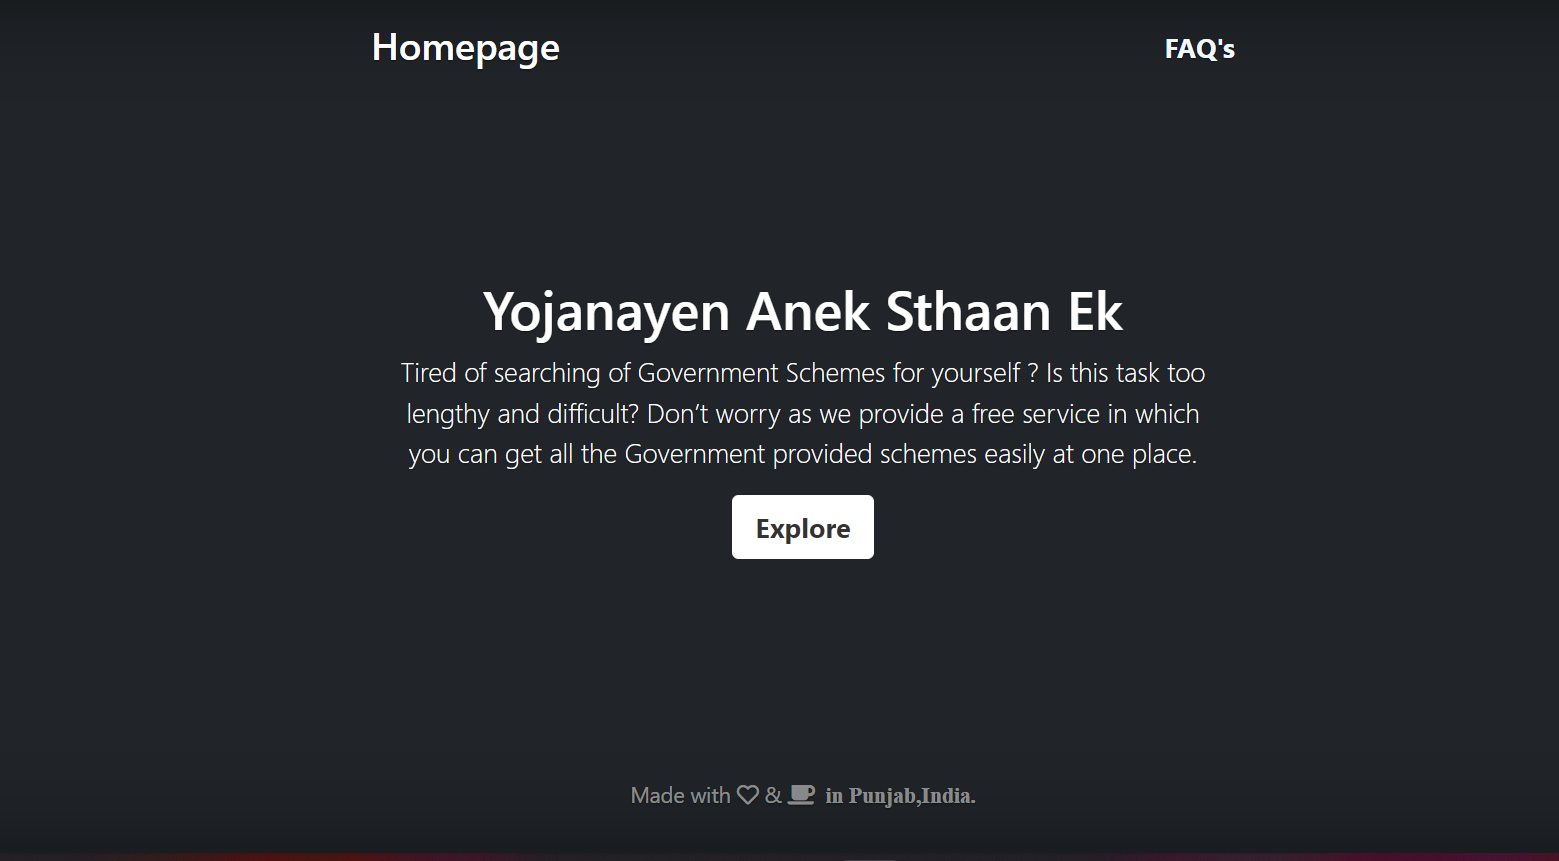 Homepage
FAQ's
Yojanayen Anek Sthaan Ek
Tired of searching of Government Schemes for yourself ? Is this task too
lengthy and difficult? Don’t worry as we provide a free service in which
you can get all the Government provided schemes easily at one place.
Explore
Made with & in Punjab,India.